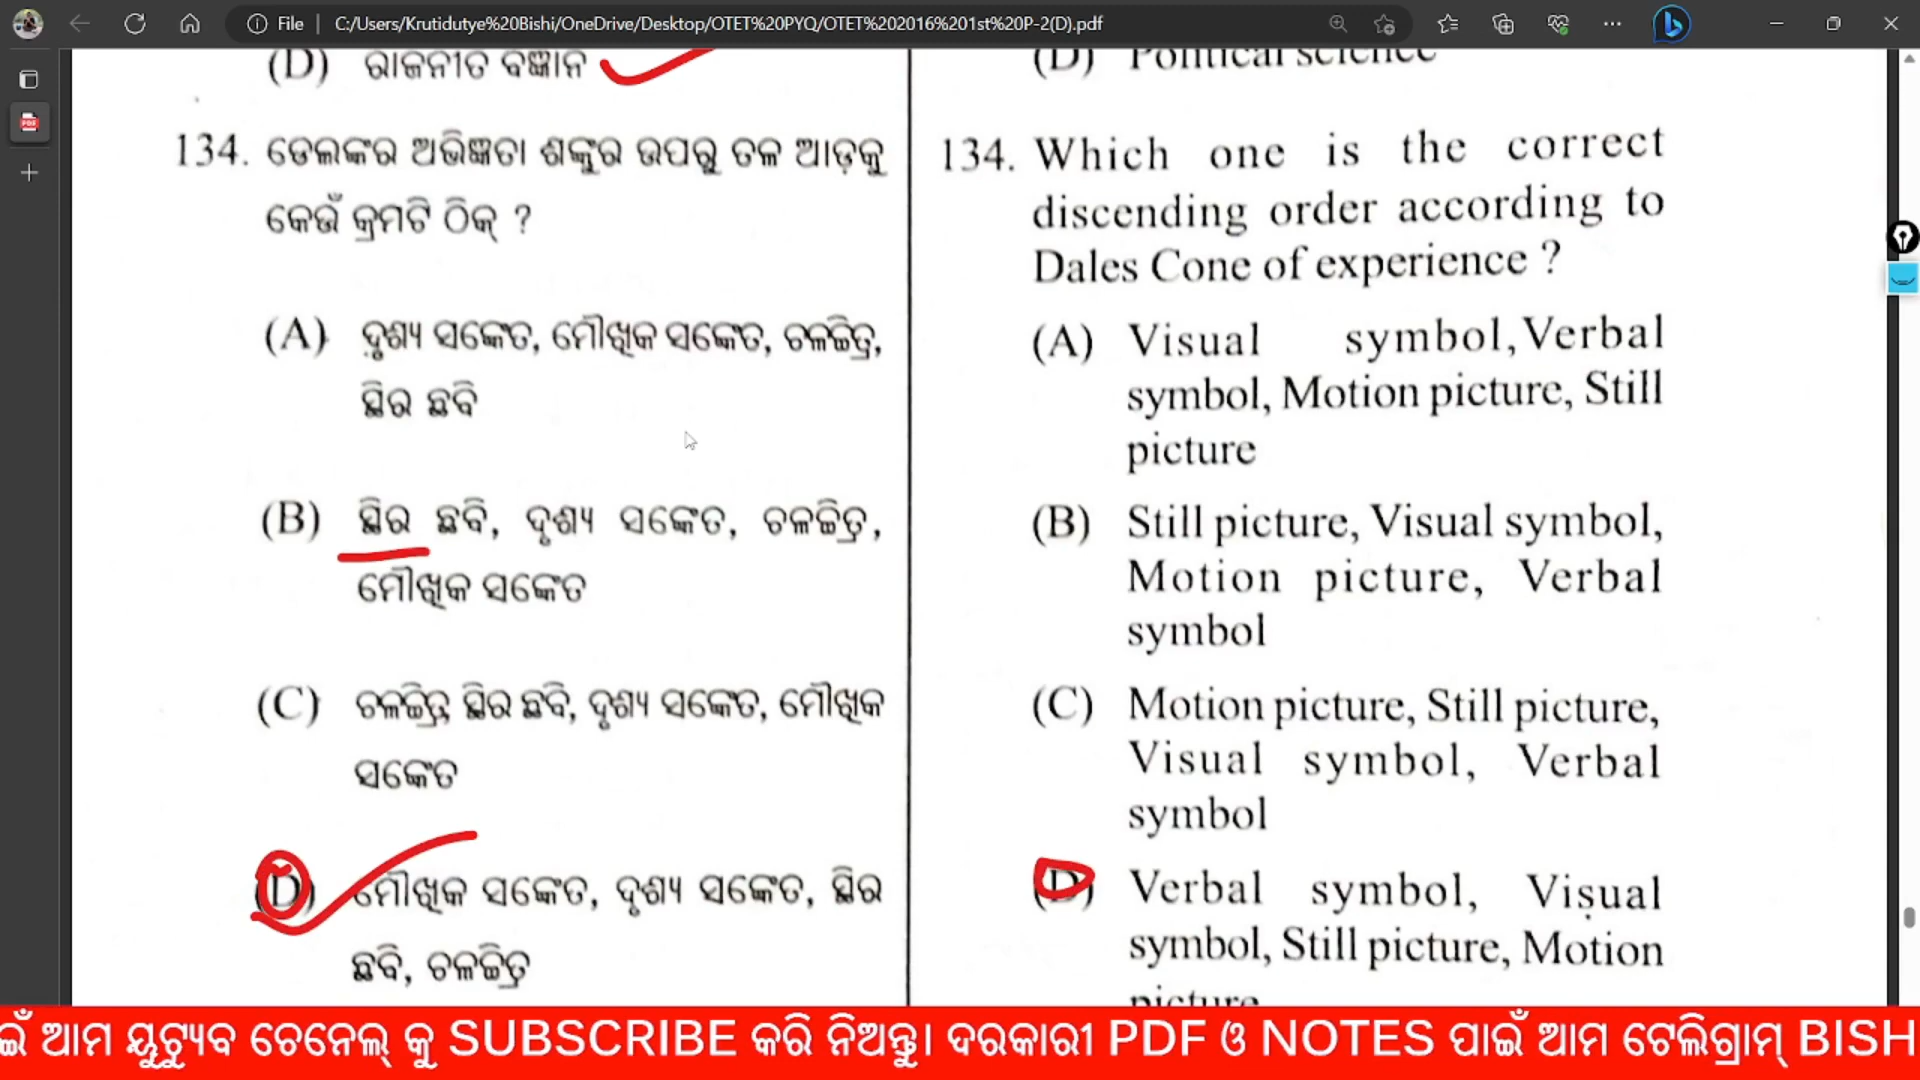 File
C:/Users/Krutidutye%20Bishi/OneDrive/Desktop/OTET%20PYQ/OTET%202016%201st%20P-2(D).pdf
(D) ରାଜନୀତ ବିଜ୍ଞାନ
134. ଡେଲଙ୍କର ଅଭିଜ୍ଞତା ଶଙ୍କୁର ଉପରୁ ତଳ ଆଡ଼କୁ
କେଉଁ କ୍ରମଟି ଠିକ୍ ?
(A) ଦୃଶ୍ୟ ସଙ୍କେତ, ମୌଖିକ ସଙ୍କେତ, ଚଳଚ୍ଚିତ୍ର,
ସ୍ଥିର ଛବି
(B) ସ୍ଥିର ଛବି, ଦୃଶ୍ୟ ସଙ୍କେତ, ଚଳଚ୍ଚିତ୍ର,
ମୌଖିକ ସଙ୍କେତ
(C) ଚଳଚ୍ଚିତ୍ର, ସ୍ଥିର ଛବି, ଦୃଶ୍ୟ ସଙ୍କେତ, ମୌଖିକ
ସଙ୍କେତ
(D) ମୌଖିକ ସଙ୍କେତ, ଦୃଶ୍ୟ ସଙ୍କେତ, ସ୍ଥିର
ଛବି, ଚଳଚ୍ଚିତ୍ର
(D) Political science
134. Which one is the correct
discending order according to
Dales Cone of experience ?
(A) Visual symbol, Verbal
symbol, Motion picture, Still
picture
(B) Still picture, Visual symbol,
Motion picture, Verbal
symbol
(C) Motion picture, Still picture,
Visual symbol, Verbal
symbol
(D) Verbal symbol, Visual
symbol, Still picture, Motion
picture
ଇଁ ଆମ ୟୁଟ୍ୟୁବ ଚେନେଲ୍ କୁ SUBSCRIBE କରି ନିଅନ୍ତୁ। ଦରକାରୀ PDF ଓ NOTES ପାଇଁ ଆମ ଟେଲିଗ୍ରାମ୍ BISH